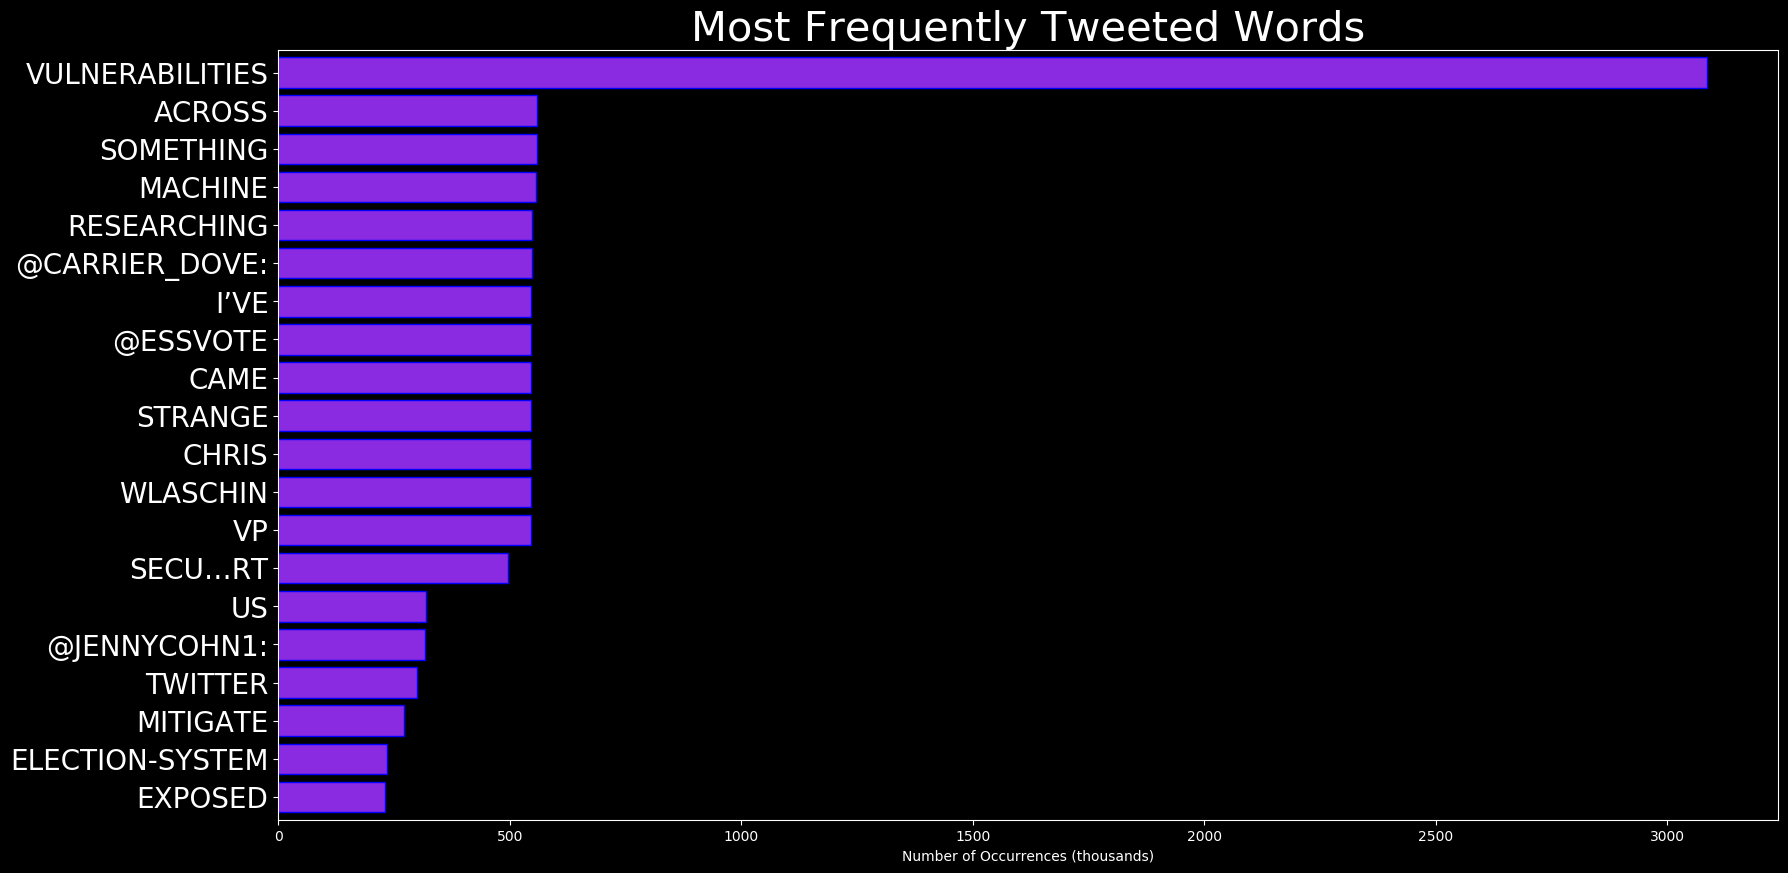 Most Frequently Tweeted Words
VULNERABILITIES
ACROSS
SOMETHING
MACHINE
RESEARCHING
@CARRIER_DOVE:
I’VE
@ESSVOTE
CAME
STRANGE
CHRIS
WLASCHIN
VP
SECU…RT
US
@JENNYCOHN1:
TWITTER
MITIGATE
ELECTION-SYSTEM
EXPOSED
0 500 1000 1500 2000 2500 3000
Number of Occurrences (thousands)